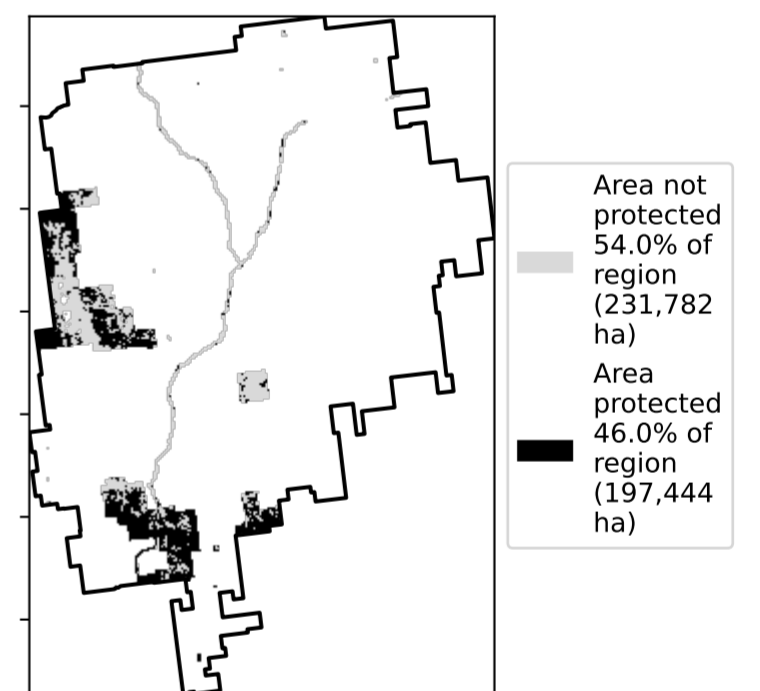 Area not
protected
54.0% of
region
(231,782
ha)
Area
protected
46.0% of
region
(197,444
ha)